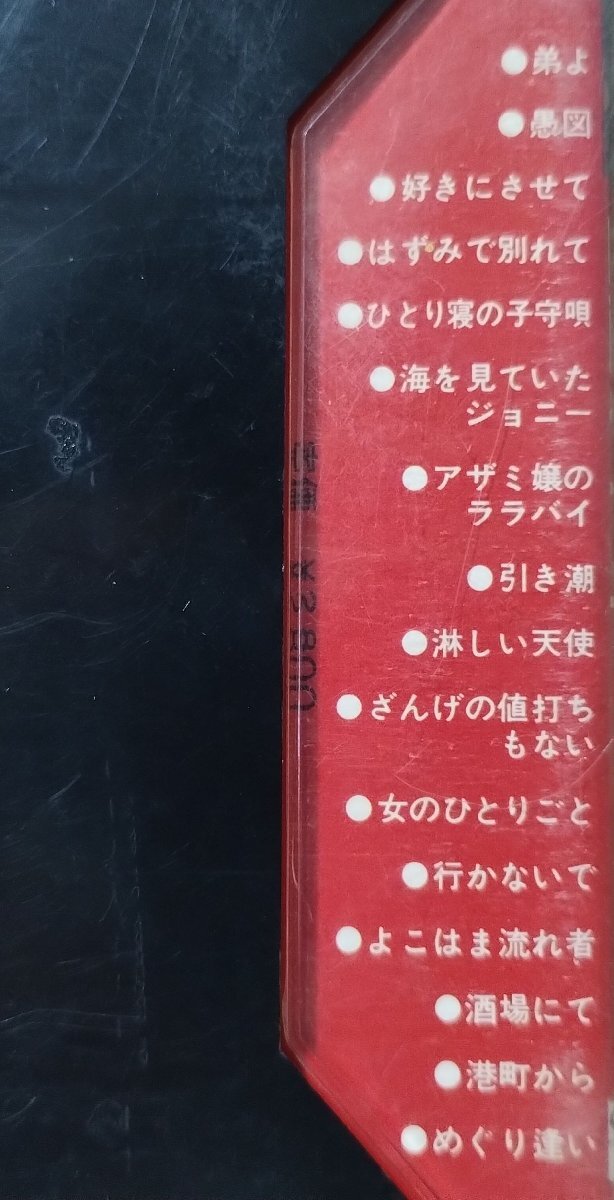 ●弟よ
●愚図
●好きにさせて
●はずみで別れて
●ひとり寝の子守唄
●海を見ていた
ジョニー
●アザミ嬢の
ララバイ
●引き潮
●淋しい天使
●ざんげの値打ち
もない
●女のひとりごと
●行かないで
●よこはま流れ者
●酒場にて
●港町から
●めぐり逢い